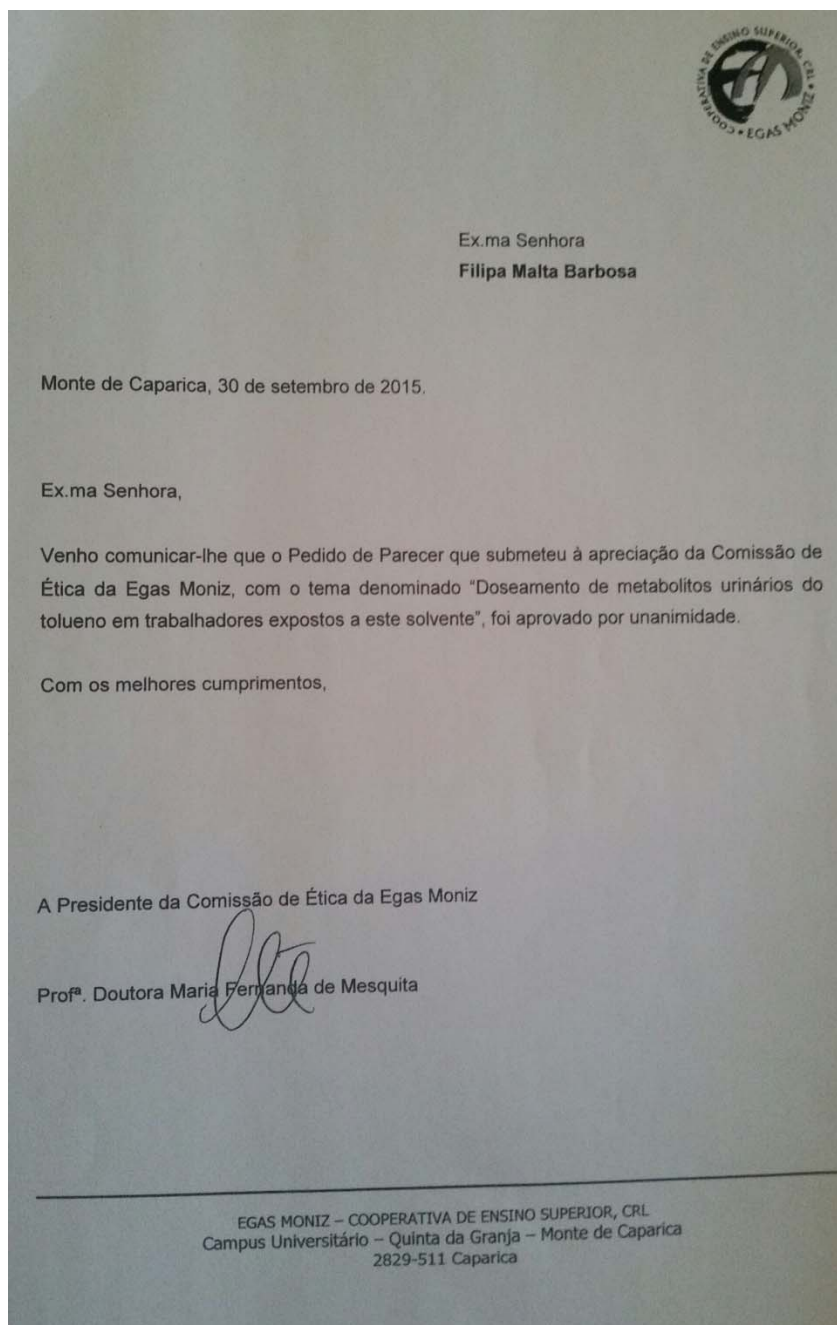 COOPERATIVA DE ENSINO SUPERIOR, CRL • EGAS MONIZ •
Ex.ma Senhora
Filipa Malta Barbosa
Monte de Caparica, 30 de setembro de 2015.
Ex.ma Senhora,
Venho comunicar-lhe que o Pedido de Parecer que submeteu à apreciação da Comissão de
Ética da Egas Moniz, com o tema denominado “Doseamento de metabolitos urinários do
tolueno em trabalhadores expostos a este solvente”, foi aprovado por unanimidade.
Com os melhores cumprimentos,
A Presidente da Comissão de Ética da Egas Moniz
Profª. Doutora Maria Fernanda de Mesquita
EGAS MONIZ – COOPERATIVA DE ENSINO SUPERIOR, CRL
Campus Universitário – Quinta da Granja – Monte de Caparica
2829-511 Caparica